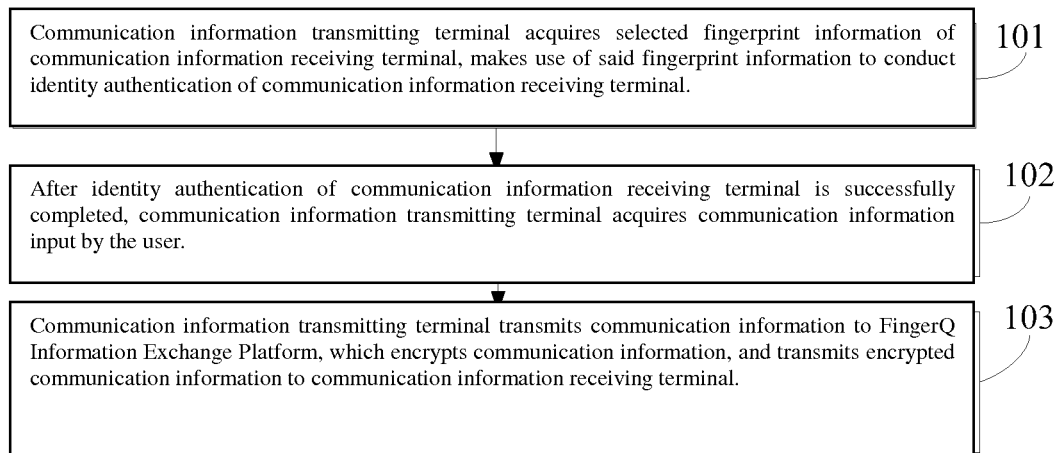 Communication information transmitting terminal acquires selected fingerprint information of
communication information receiving terminal, makes use of said fingerprint information to conduct
identity authentication of communication information receiving terminal.
101
After identity authentication of communication information receiving terminal is successfully
completed, communication information transmitting terminal acquires communication information
input by the user.
102
Communication information transmitting terminal transmits communication information to FingerQ
Information Exchange Platform, which encrypts communication information, and transmits encrypted
communication information to communication information receiving terminal.
103